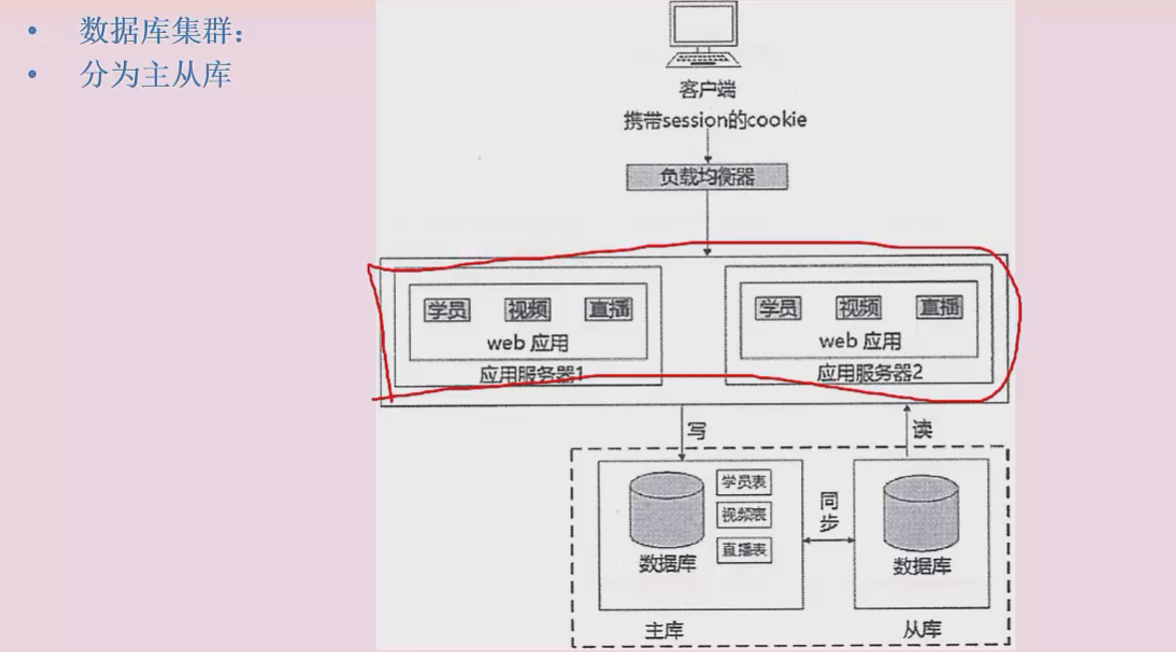 数据库集群：
分为主从库
客户端
携带session的cookie
负载均衡器
学员 视频 直播
web 应用
应用服务器1
学员 视频 直播
web 应用
应用服务器2
写
读
学员表
视频表
直播表
数据库
主库
同步
数据库
从库